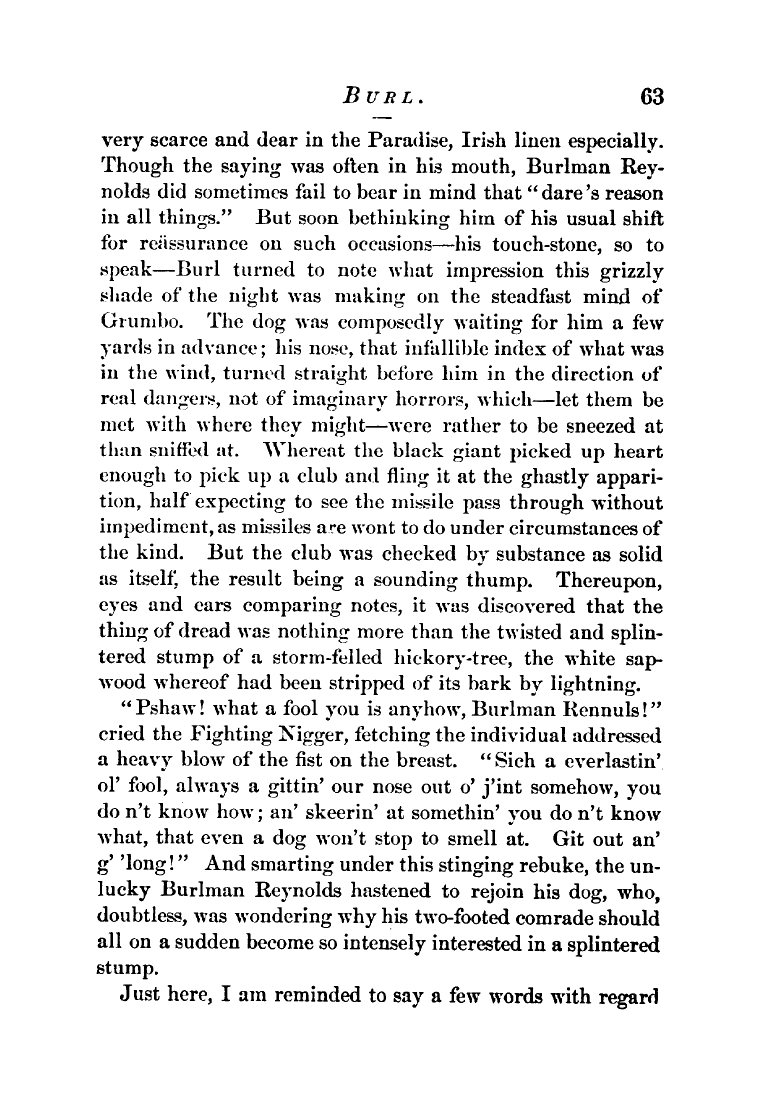 BURL. 63
very scarce and dear in the Paradise, Irish linen especially.
Though the saying was often in his mouth, Burlman Rey-
nolds did sometimes fail to bear in mind that "dare's reason
in all things." But soon bethinking him of his usual shift
for reässurance on such occasions—his touch-stone, so to
speak—Burl turned to note what impression this grizzly
shade of the night was making on the steadfast mind of
Grumbo. The dog was composedly waiting for him a few
yards in advance; his nose, that infallible index of what was
in the wind, turned straight before him in the direction of
real dangers, not of imaginary horrors, which—let them be
met with where they might—were rather to be sneezed at
than sniffed at. Whereat the black giant picked up heart
enough to pick up a club and fling it at the ghastly appari-
tion, half expecting to see the missile pass through without
impediment, as missiles are wont to do under circumstances of
the kind. But the club was checked by substance as solid
as itself, the result being a sounding thump. Thereupon,
eyes and ears comparing notes, it was discovered that the
thing of dread was nothing more than the twisted and splin-
tered stump of a storm-felled hickory-tree, the white sap-
wood whereof had been stripped of its bark by lightning.
"Pshaw! what a fool you is anyhow, Burlman Rennuls!"
cried the Fighting Nigger, fetching the individual addressed
a heavy blow of the fist on the breast. "Sich a everlastin'
ol' fool, always a gittin' our nose out o' j'int somehow, you
do n't know how; an' skeerin' at somethin' you do n't know
what, that even a dog won't stop to smell at. Git out an'
g' 'long!" And smarting under this stinging rebuke, the un-
lucky Burlman Reynolds hastened to rejoin his dog, who,
doubtless, was wondering why his two-footed comrade should
all on a sudden become so intensely interested in a splintered
stump.
Just here, I am reminded to say a few words with regard